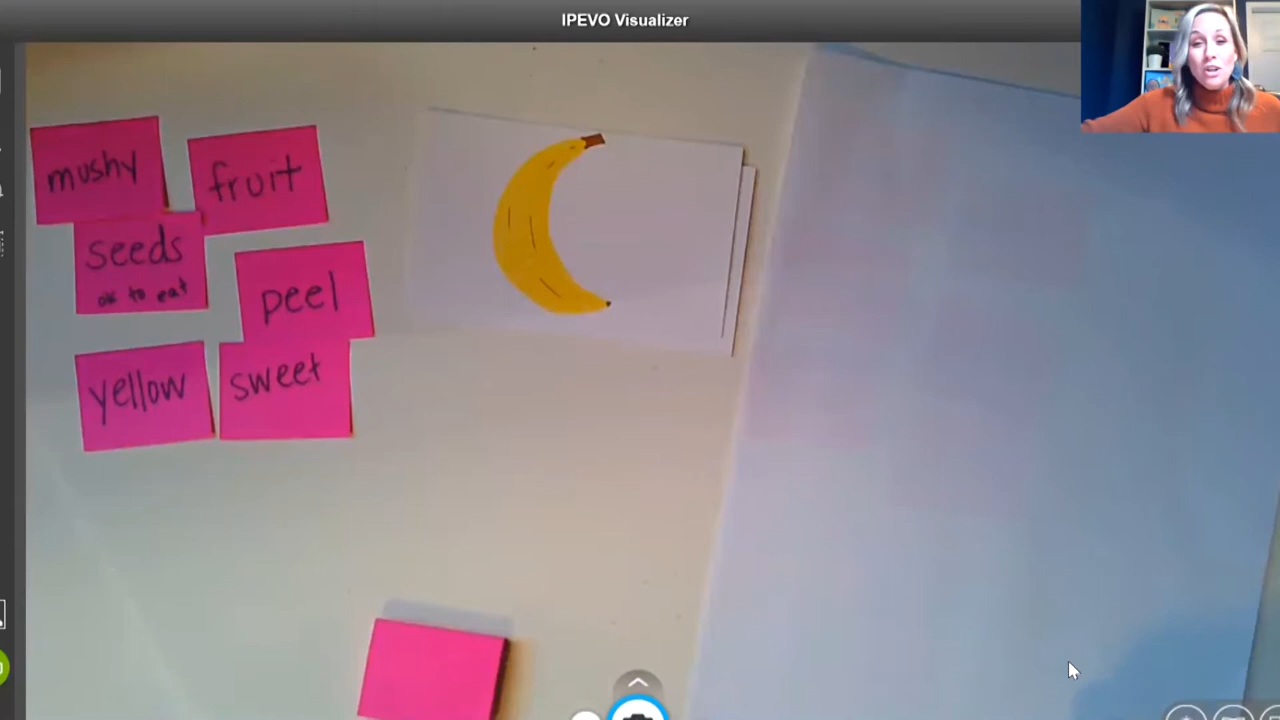 IPEVO Visualizer
mushy
fruit
seeds
ok to eat
peel
yellow
sweet